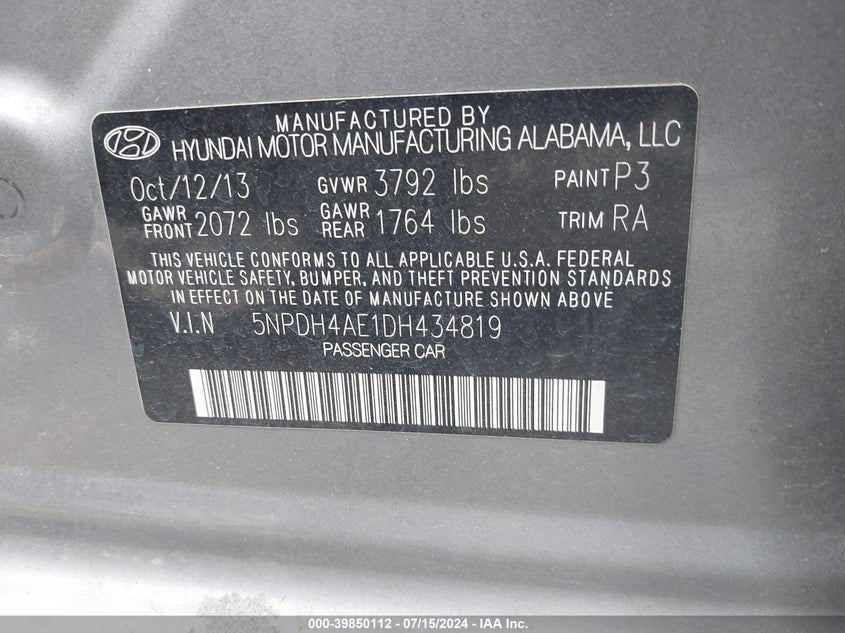 MANUFACTURED BY
HYUNDAI MOTOR MANUFACTURING ALABAMA, LLC
Oct/12/13 GVWR 3792 lbs PAINT P3
GAWR FRONT 2072 lbs GAWR REAR 1764 lbs TRIM RA
THIS VEHICLE CONFORMS TO ALL APPLICABLE U.S.A. FEDERAL
MOTOR VEHICLE SAFETY, BUMPER, AND THEFT PREVENTION STANDARDS
IN EFFECT ON THE DATE OF MANUFACTURE SHOWN ABOVE
V.I.N 5NPDH4AE1DH434819
PASSENGER CAR
000-39850112 - 07/15/2024 - IAA Inc.